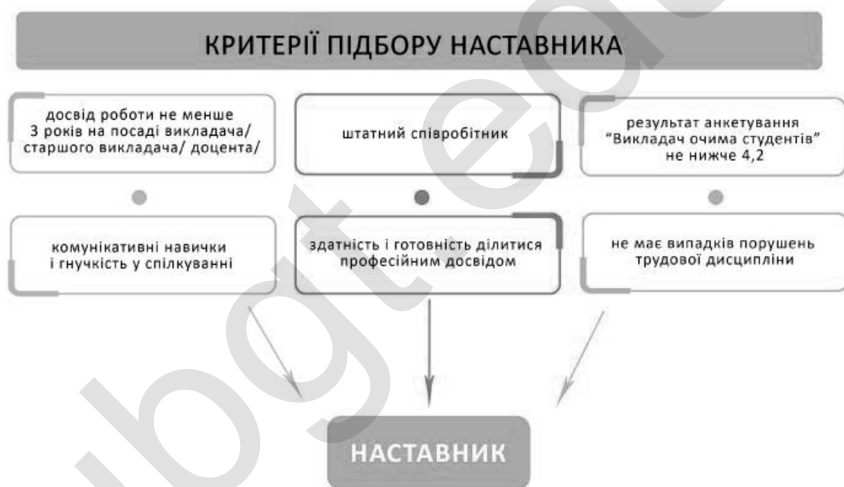 КРИТЕРІЇ ПІДБОРУ НАСТАВНИКА
досвід роботи не менше
3 років на посаді викладача/
старшого викладача/ доцента/
штатний співробітник
результат анкетування
“Викладач очима студентів”
не нижче 4,2
комунікативні навички
і гнучкість у спілкуванні
здатність і готовність ділитися
професійним досвідом
не має випадків порушень
трудової дисципліни
НАСТАВНИК